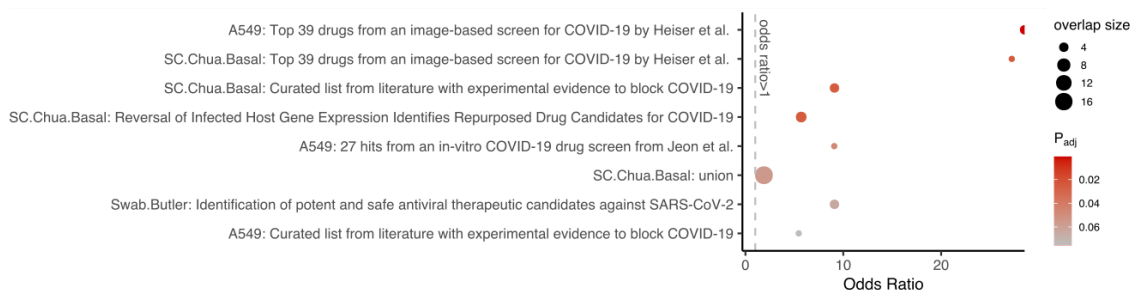 A549: Top 39 drugs from an image-based screen for COVID-19 by Heiser et al.
SC.Chua.Basal: Top 39 drugs from an image-based screen for COVID-19 by Heiser et al.
SC.Chua.Basal: Curated list from literature with experimental evidence to block COVID-19
SC.Chua.Basal: Reversal of Infected Host Gene Expression Identifies Repurposed Drug Candidates for COVID-19
A549: 27 hits from an in-vitro COVID-19 drug screen from Jeon et al.
SC.Chua.Basal: union
Swab.Butler: Identification of potent and safe antiviral therapeutic candidates against SARS-CoV-2
A549: Curated list from literature with experimental evidence to block COVID-19
odds ratio>1
0
10
20
Odds Ratio
overlap size
4
8
12
16
Padj
0.02
0.04
0.06